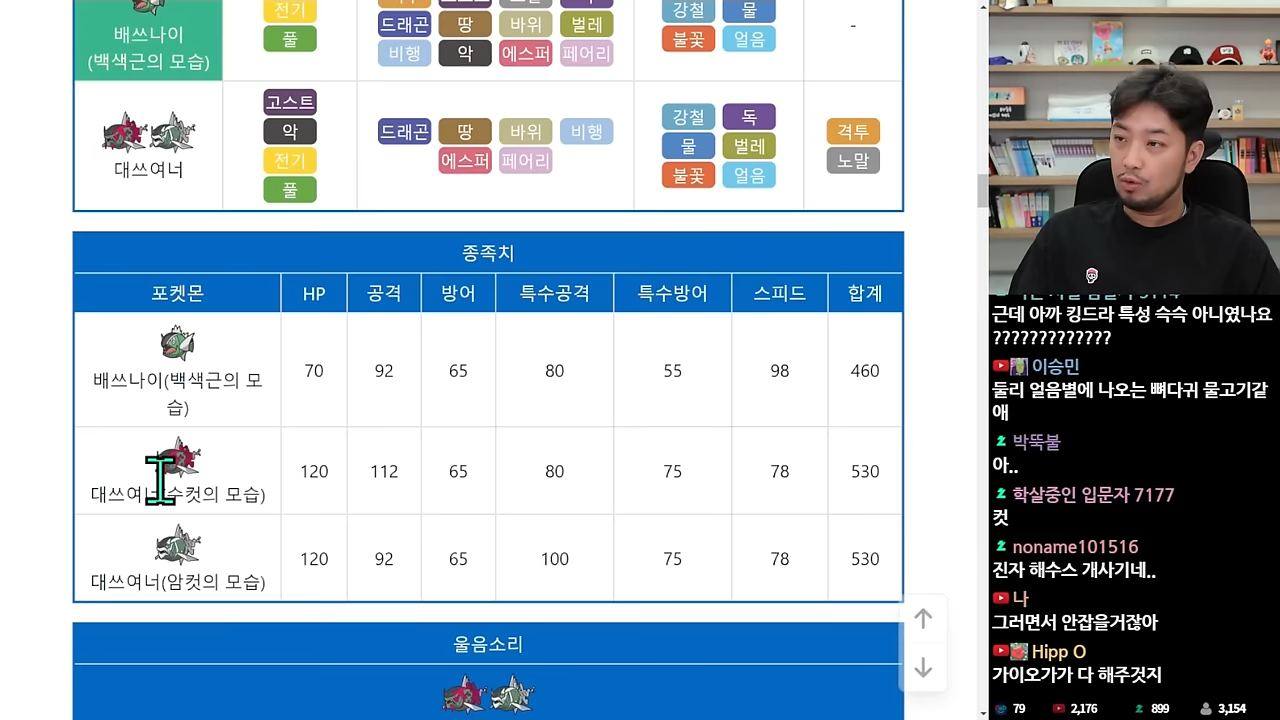 배쓰나이
(백색근의 모습)
전기
풀
드래곤 땅 바위 벌레
비행 악 에스퍼 페어리
강철 물
불꽃 얼음
-
대쓰여너
고스트
악
전기
풀
드래곤 땅 바위 비행
에스퍼 페어리
강철 독
물 벌레
불꽃 얼음
격투
노말
종족치
포켓몬 HP 공격 방어 특수공격 특수방어 스피드 합계
배쓰나이(백색근의 모
습)
70 92 65 80 55 98 460
대쓰여너(수컷의 모습)
120 112 65 80 75 78 530
대쓰여너(암컷의 모습)
120 92 65 100 75 78 530
울음소리
근데 아까 킹드라 특성 슥슥 아니였나요
?????????????
이승민
둘리 얼음별에 나오는 뼈다귀 물고기같
애
박뚝불
아..
학살중인 입문자 7177
컷
noname101516
진자 해수스 개사기네..
나
그러면서 안잡을거잖아
Hipp O
가이오가가 다 해주것지
79 2,176 899 3,154